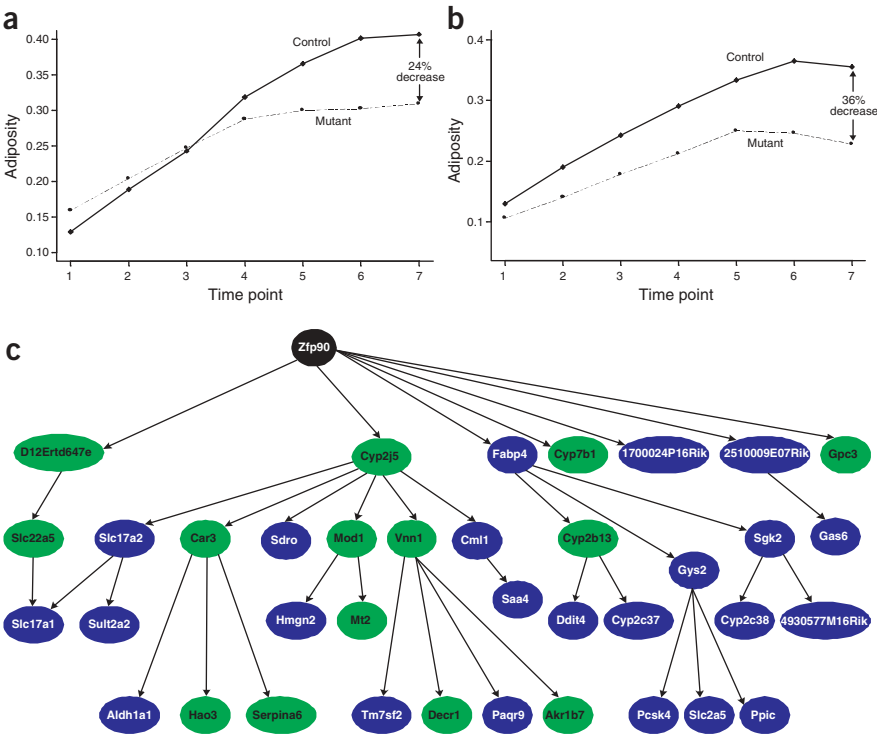 a
0.40
0.35
0.30
0.25
0.20
0.15
0.10
Adiposity
Control
Mutant
24%
decrease
1 2 3 4 5 6 7
Time point
b
0.4
0.3
0.2
0.1
Adiposity
Control
Mutant
36%
decrease
1 2 3 4 5 6 7
Time point
c
Zfp90
D12Ertd647e Cyp2j5 Fabp4 Cyp7b1 1700024P16Rik 2510009E07Rik Gpc3
Slc22a5 Slc17a2 Car3 Sdro Mod1 Vnn1 Cml1 Cyp2b13 Sgk2 Gas6
Gys2
Saa4
Slc17a1 Sult2a2 Hmgn2 Mt2 Ddit4 Cyp2c37 Cyp2c38 4930577M16Rik
Aldh1a1 Hao3 Serpina6 Tm7sf2 Decr1 Paqr9 Akr1b7 Pcsk4 Slc2a5 Ppic